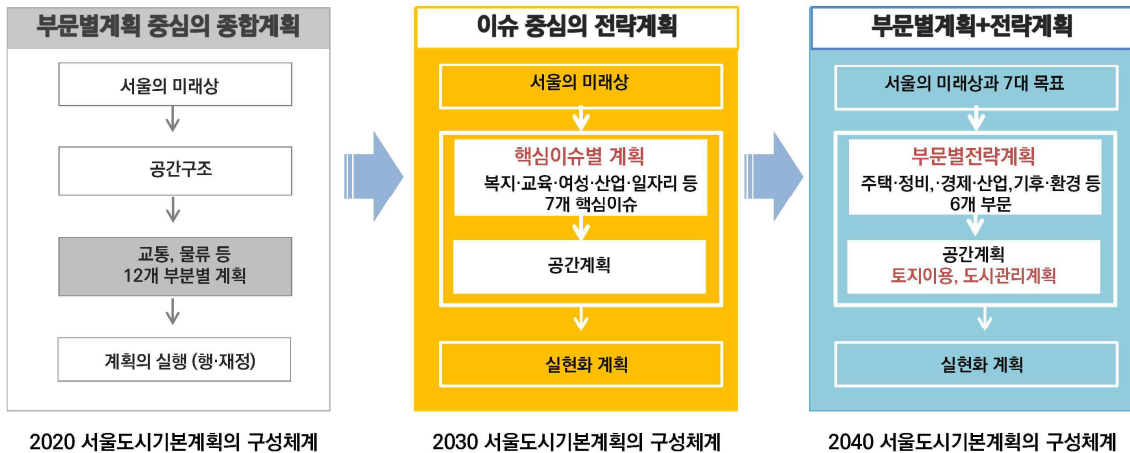 부문별계획 중심의 종합계획
서울의 미래상
공간구조
교통, 물류 등
12개 부분별 계획
계획의 실행 (행·재정)
2020 서울도시기본계획의 구성체계
이슈 중심의 전략계획
서울의 미래상
핵심이슈별 계획
복지·교육·여성·산업·일자리 등
7개 핵심이슈
공간계획
실현화 계획
2030 서울도시기본계획의 구성체계
부문별계획+전략계획
서울의 미래상과 7대 목표
부문별전략계획
주택·정비,·경제·산업,기후·환경 등
6개 부문
공간계획
토지이용, 도시관리계획
실현화 계획
2040 서울도시기본계획의 구성체계